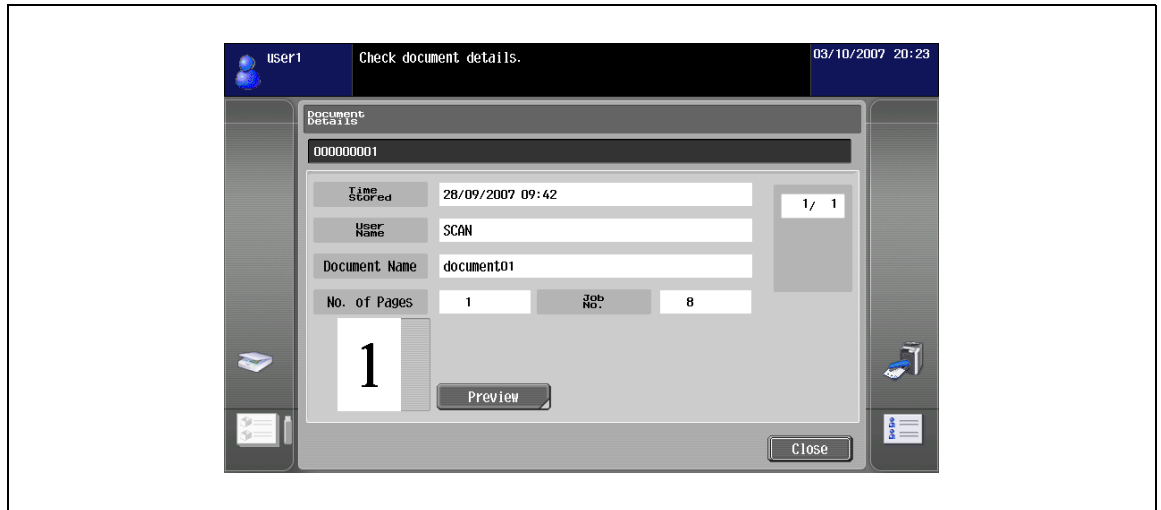 user1
Check document details.
03/10/2007 20:23
Document
Details
000000001
Time
Stored
28/09/2007 09:42
1/ 1
User
Name
SCAN
Document Name
document01
No. of Pages
1
Job
No.
8
1
Preview
Close